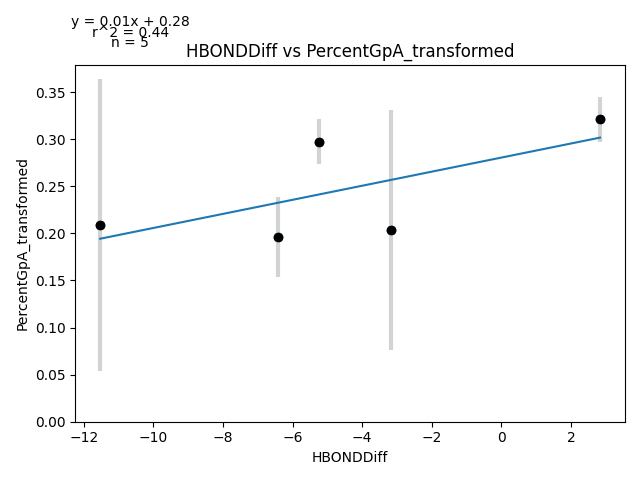 y = 0.01x + 0.28
r^2 = 0.44
n = 5
HBONDDiff vs PercentGpA_transformed
PercentGpA_transformed
0.35
0.30
0.25
0.20
0.15
0.10
0.05
0.00
−12 −10 −8 −6 −4 −2 0 2
HBONDDiff